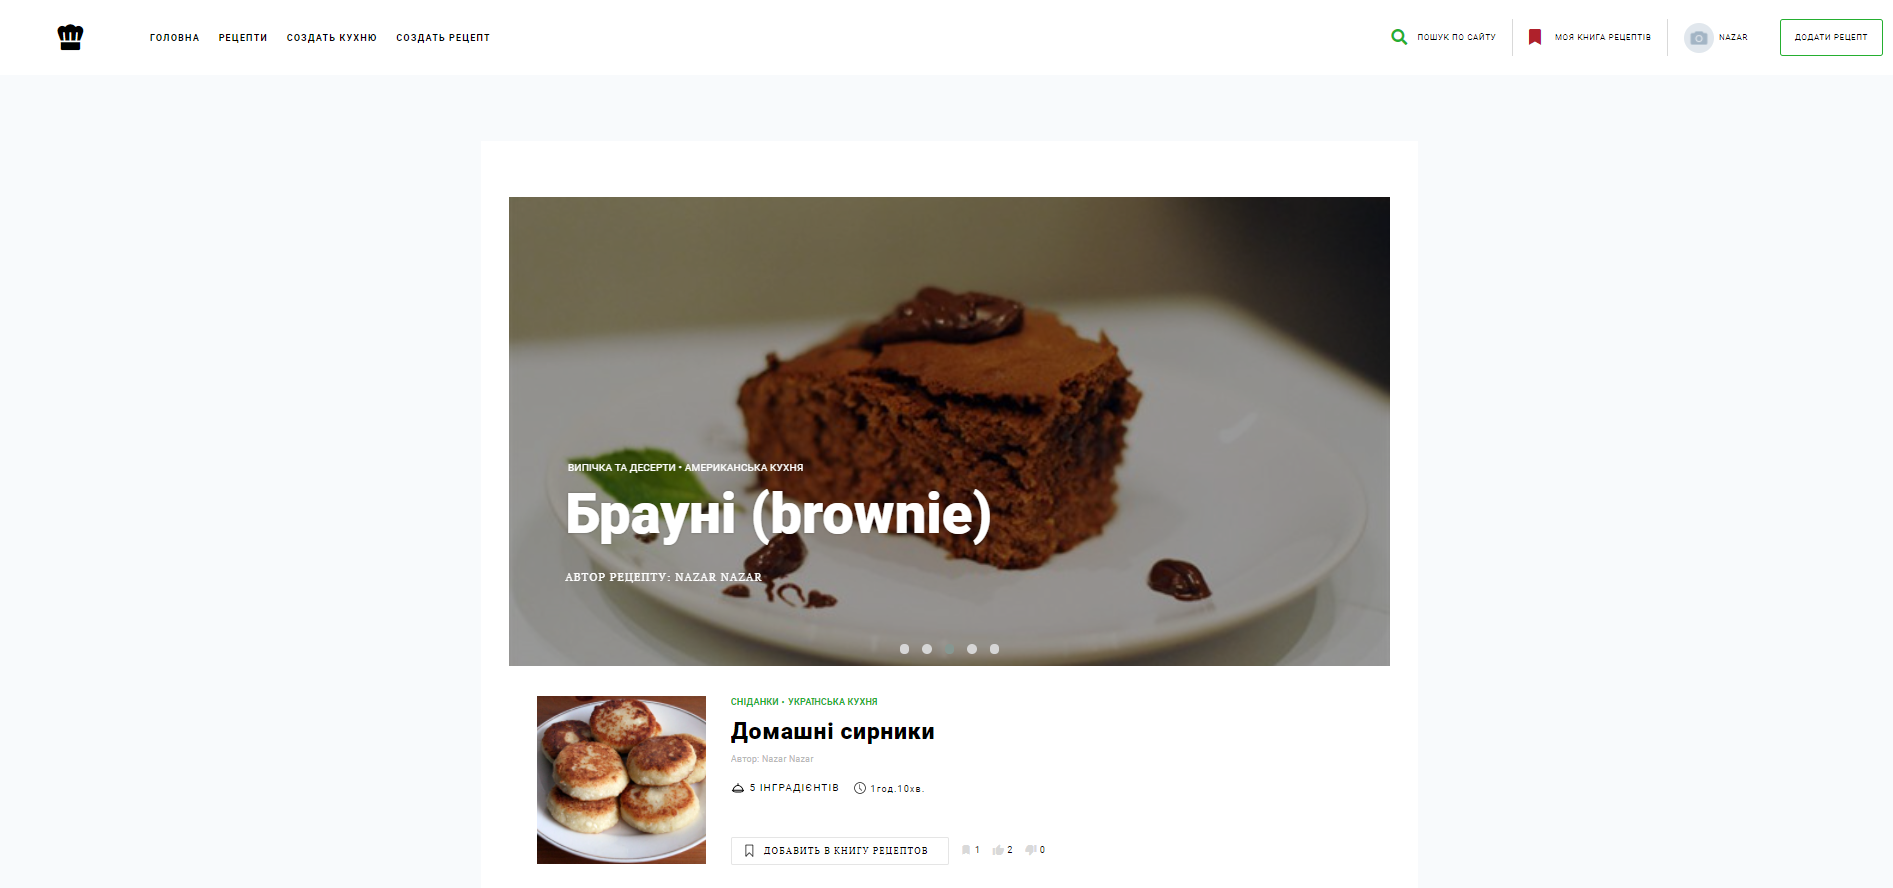 ГОЛОВНА РЕЦЕПТИ СОЗДАТЬ КУХНЮ СОЗДАТЬ РЕЦЕПТ ПОШУК ПО САЙТУ МОЯ КНИГА РЕЦЕПТІВ NAZAR ДОДАТИ РЕЦЕПТ
ВИПІЧКА ТА ДЕСЕРТИ • АМЕРИКАНСЬКА КУХНЯ
Брауні (brownie)
АВТОР РЕЦЕПТУ: NAZAR NAZAR
СНІДАНКИ • УКРАЇНСЬКА КУХНЯ
Домашні сирники
Автор: Nazar Nazar
5 ІНГРАДІЄНТІВ 1год.10хв.
ДОБАВИТЬ В КНИГУ РЕЦЕПТОВ 1 2 0